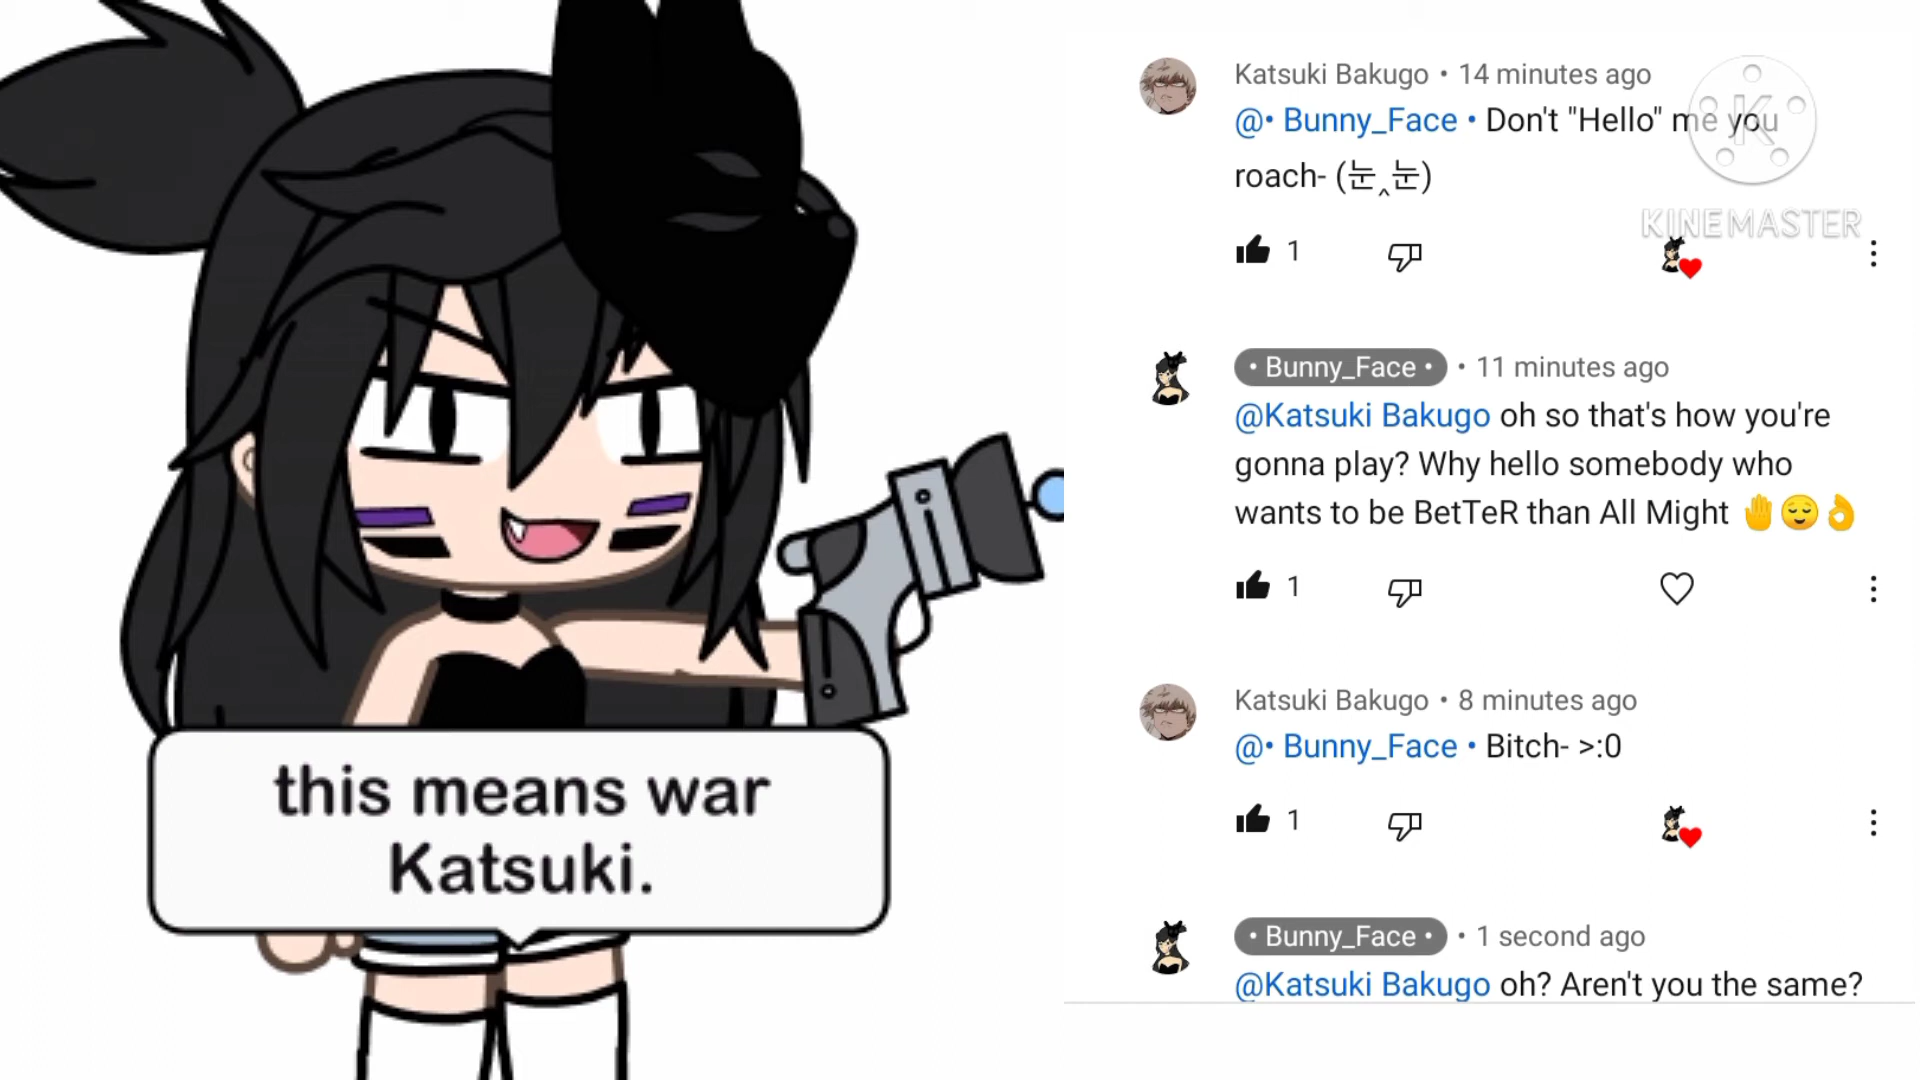 this means war
Katsuki.
Katsuki Bakugo • 14 minutes ago
@• Bunny_Face • Don't "Hello" me you
roach- (눈‸눈)
1
KINEMASTER
• Bunny_Face • • 11 minutes ago
@Katsuki Bakugo oh so that's how you're
gonna play? Why hello somebody who
wants to be BetTeR than All Might 🤚😌👌
1
Katsuki Bakugo • 8 minutes ago
@• Bunny_Face • Bitch- >:0
1
• Bunny_Face • • 1 second ago
@Katsuki Bakugo oh? Aren't you the same?